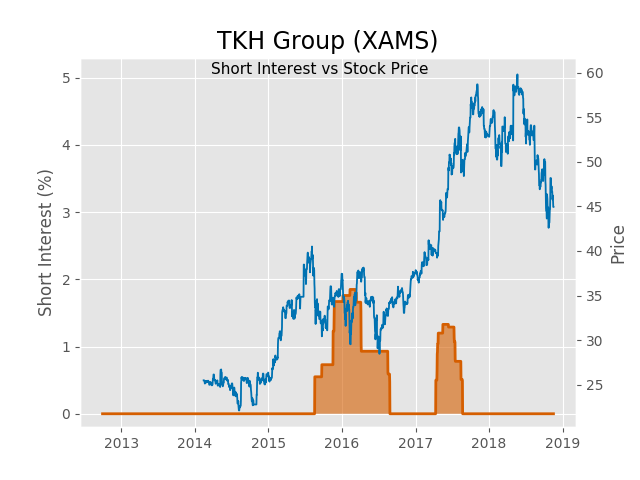 TKH Group (XAMS)
Short Interest vs Stock Price
Short Interest (%)
5
4
3
2
1
0
60
55
50
45
40
35
30
25
Price
2013 2014 2015 2016 2017 2018 2019